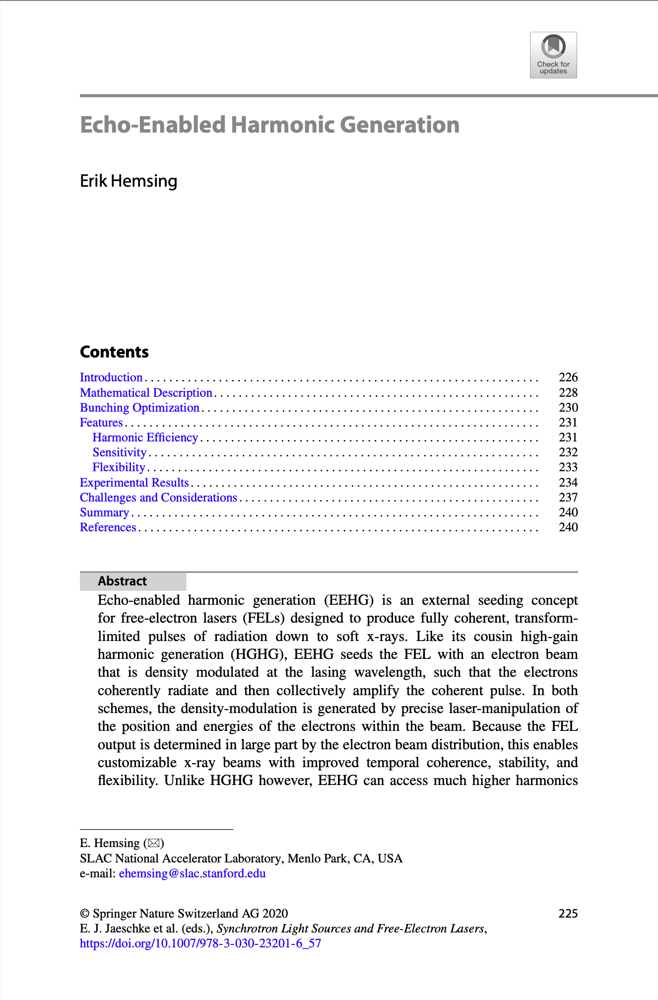 Check for
updates
Echo-Enabled Harmonic Generation
Erik Hemsing
Contents
Introduction . . . . . . . . . . . . . . . . . . . . . . . . . . . . . . . . . . . . . . . . . . . . . . . . . . . . . . . . . . . . . . . . 226
Mathematical Description . . . . . . . . . . . . . . . . . . . . . . . . . . . . . . . . . . . . . . . . . . . . . . . . . . . . . 228
Bunching Optimization . . . . . . . . . . . . . . . . . . . . . . . . . . . . . . . . . . . . . . . . . . . . . . . . . . . . . . . 230
Features . . . . . . . . . . . . . . . . . . . . . . . . . . . . . . . . . . . . . . . . . . . . . . . . . . . . . . . . . . . . . . . . . . . 231
Harmonic Efficiency . . . . . . . . . . . . . . . . . . . . . . . . . . . . . . . . . . . . . . . . . . . . . . . . . . . . . . . 231
Sensitivity . . . . . . . . . . . . . . . . . . . . . . . . . . . . . . . . . . . . . . . . . . . . . . . . . . . . . . . . . . . . . . . 232
Flexibility . . . . . . . . . . . . . . . . . . . . . . . . . . . . . . . . . . . . . . . . . . . . . . . . . . . . . . . . . . . . . . . . 233
Experimental Results . . . . . . . . . . . . . . . . . . . . . . . . . . . . . . . . . . . . . . . . . . . . . . . . . . . . . . . . 234
Challenges and Considerations . . . . . . . . . . . . . . . . . . . . . . . . . . . . . . . . . . . . . . . . . . . . . . . . . 237
Summary . . . . . . . . . . . . . . . . . . . . . . . . . . . . . . . . . . . . . . . . . . . . . . . . . . . . . . . . . . . . . . . . . . 240
References . . . . . . . . . . . . . . . . . . . . . . . . . . . . . . . . . . . . . . . . . . . . . . . . . . . . . . . . . . . . . . . . . 240
Abstract
Echo-enabled harmonic generation (EEHG) is an external seeding concept
for free-electron lasers (FELs) designed to produce fully coherent, transform-
limited pulses of radiation down to soft x-rays. Like its cousin high-gain
harmonic generation (HGHG), EEHG seeds the FEL with an electron beam
that is density modulated at the lasing wavelength, such that the electrons
coherently radiate and then collectively amplify the coherent pulse. In both
schemes, the density-modulation is generated by precise laser-manipulation of
the position and energies of the electrons within the beam. Because the FEL
output is determined in large part by the electron beam distribution, this enables
customizable x-ray beams with improved temporal coherence, stability, and
flexibility. Unlike HGHG however, EEHG can access much higher harmonics
E. Hemsing (✉)
SLAC National Accelerator Laboratory, Menlo Park, CA, USA
e-mail: ehemsing@slac.stanford.edu
© Springer Nature Switzerland AG 2020 225
E. J. Jaeschke et al. (eds.), Synchrotron Light Sources and Free-Electron Lasers,
https://doi.org/10.1007/978-3-030-23201-6_57